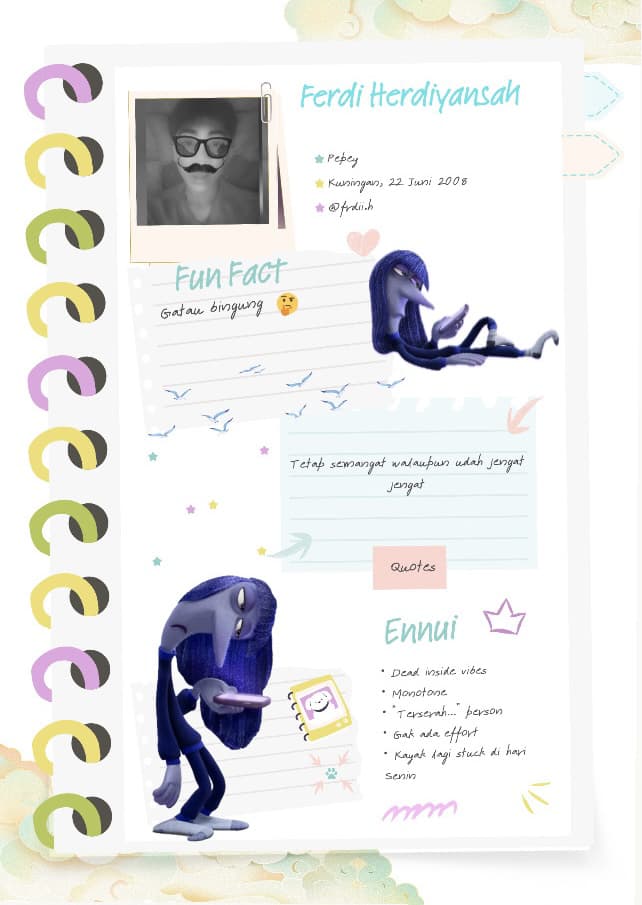 Ferdi Herdiyansah
Pepey
Kuningan, 22 Juni 2008
@frdii.h
Fun Fact
Gatau bingung 🤔
Tetap semangat walaupun udah jengat
jengat
Quotes
Ennui
• Dead inside vibes
• Monotone
• "Terserah..." person
• Gak ada effort
• Kayak lagi stuck di hari
senin